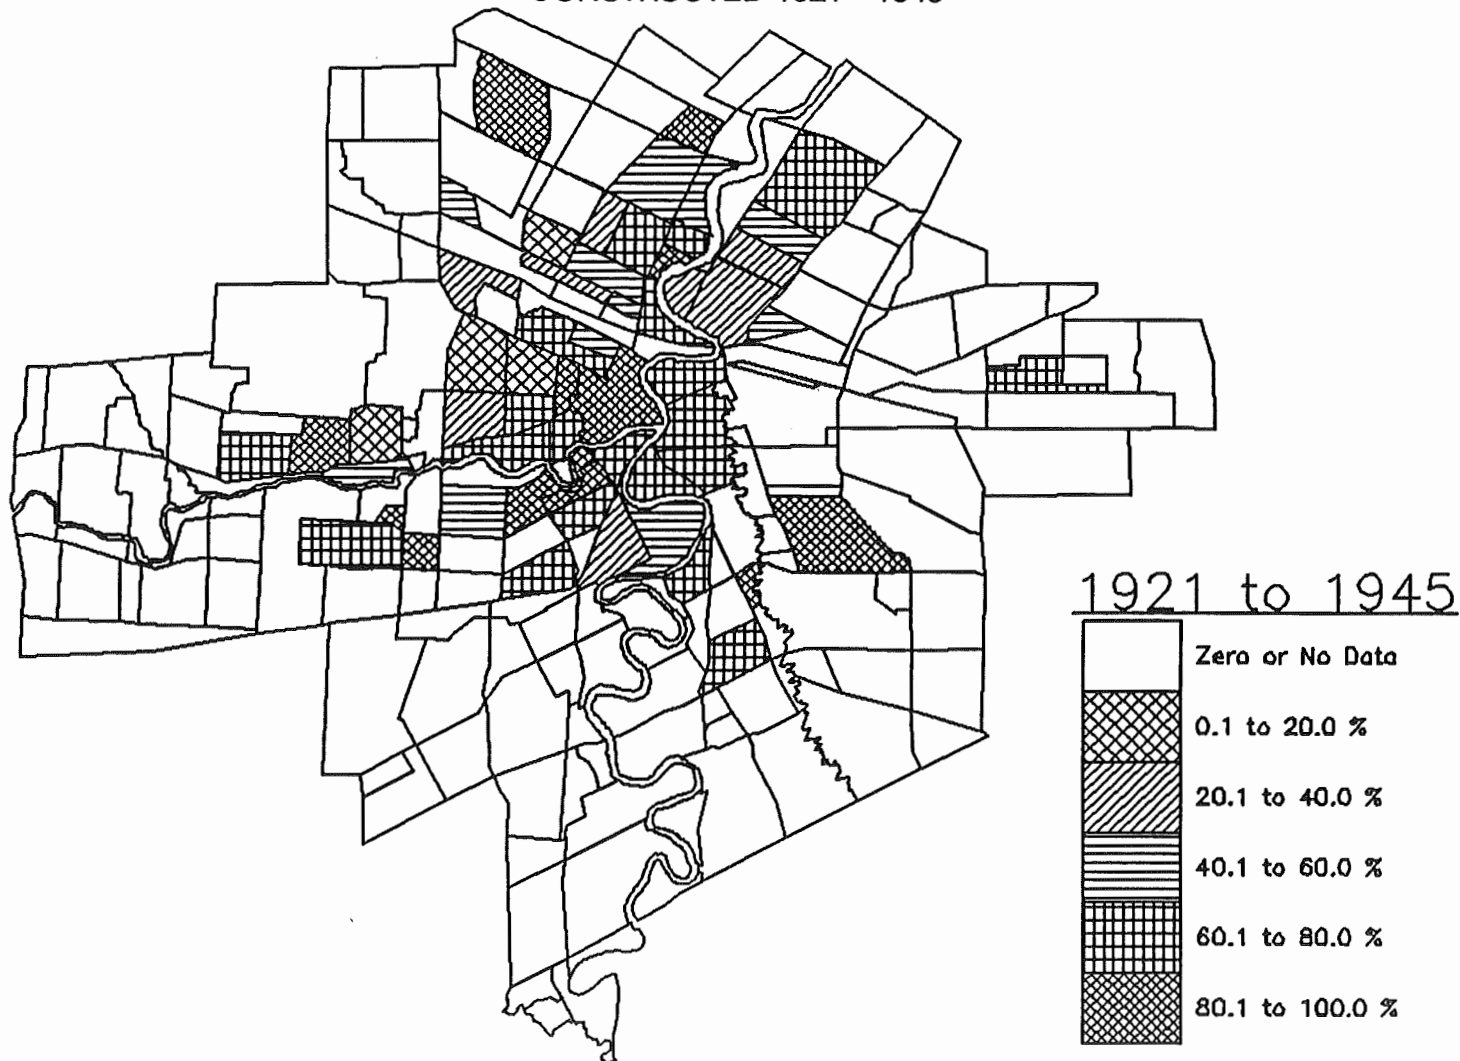 1921 to 1945
Zero or No Data
0.1 to 20.0 %
20.1 to 40.0 %
40.1 to 60.0 %
60.1 to 80.0 %
80.1 to 100.0 %